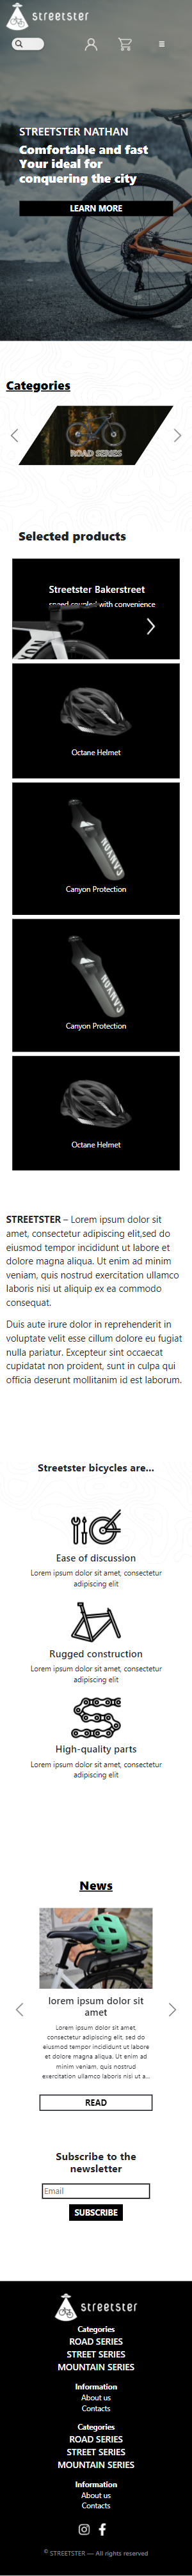 streetster
STREETSTER NATHAN
Comfortable and fast
Your ideal for
conquering the city
LEARN MORE
Categories
ROAD SERIES
Selected products
Streetster Bakerstreet
speed coupled with convenience
Octane Helmet
CANYON
Canyon Protection
CANYON
Canyon Protection
Octane Helmet
STREETSTER – Lorem ipsum dolor sit
amet, consectetur adipiscing elit,sed do
eiusmod tempor incididunt ut labore et
dolore magna aliqua. Ut enim ad minim
veniam, quis nostrud exercitation ullamco
laboris nisi ut aliquip ex ea commodo
consequat.
Duis aute irure dolor in reprehenderit in
voluptate velit esse cillum dolore eu fugiat
nulla pariatur. Excepteur sint occaecat
cupidatat non proident, sunt in culpa qui
officia deserunt mollitanim id est laborum.
Streetster bicycles are...
Ease of discussion
Lorem ipsum dolor sit amet, consectetur
adipiscing elit
Rugged construction
Lorem ipsum dolor sit amet, consectetur
adipiscing elit
High-quality parts
Lorem ipsum dolor sit amet, consectetur
adipiscing elit
News
lorem ipsum dolor sit
amet
Lorem ipsum dolor sit amet,
consectetur adipiscing elit, sed do
eiusmod tempor incididunt ut labore et
dolore magna aliqua. Ut enim ad
minim veniam, quis nostrud
exercitation ullamco laboris nisi ut a...
READ
Subscribe to the
newsletter
Email
SUBSCRIBE
streetster
Categories
ROAD SERIES
STREET SERIES
MOUNTAIN SERIES
Information
About us
Contacts
Categories
ROAD SERIES
STREET SERIES
MOUNTAIN SERIES
Information
About us
Contacts
© STREETSTER — All rights reserved